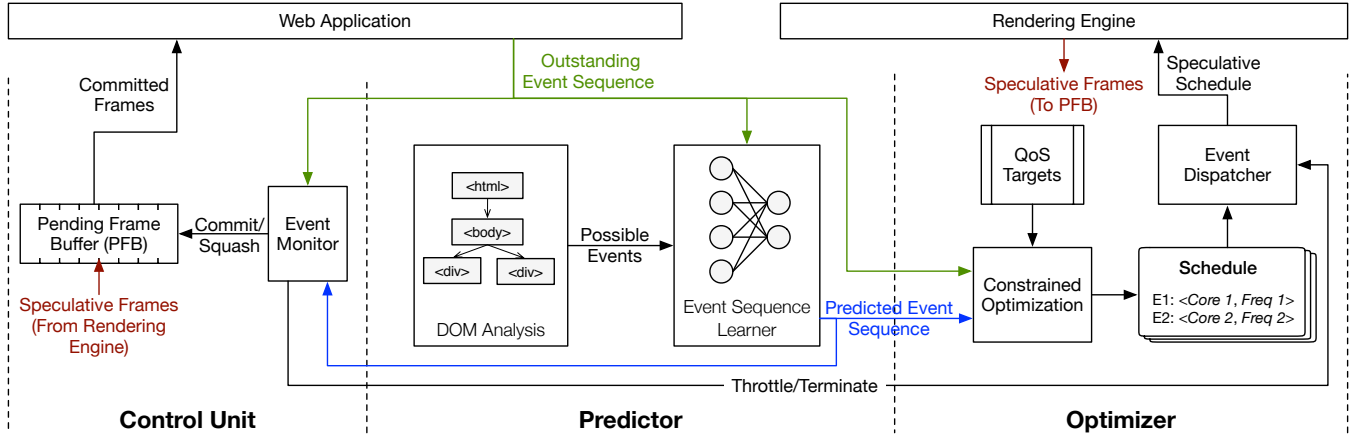 Web Application
Rendering Engine
Committed
Frames
Outstanding
Event Sequence
Speculative Frames
(To PFB)
Speculative
Schedule
Pending Frame
Buffer (PFB)
Commit/
Squash
Event
Monitor
Speculative Frames
(From Rendering
Engine)
<html>
<body>
<div>
<div>
DOM Analysis
Possible
Events
Event Sequence
Learner
Predicted Event
Sequence
QoS
Targets
Event
Dispatcher
Constrained
Optimization
Schedule
E1: <Core 1, Freq 1>
E2: <Core 2, Freq 2>
Throttle/Terminate
Control Unit
Predictor
Optimizer